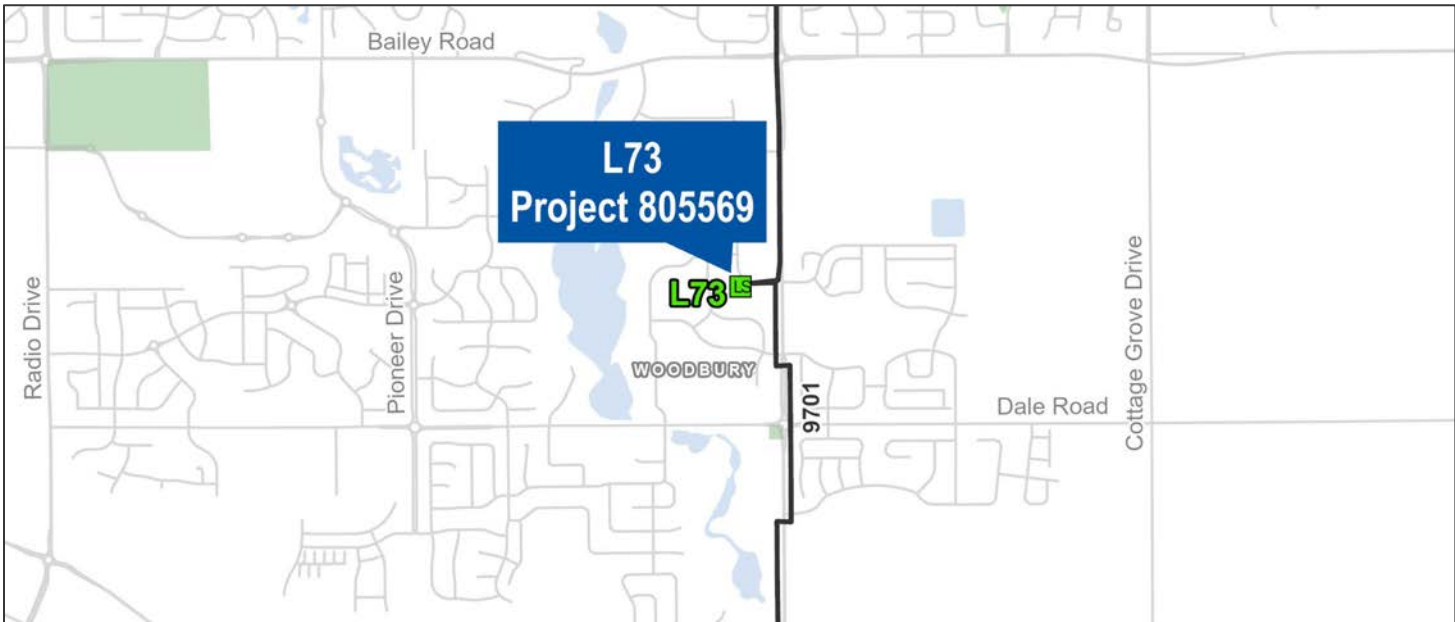 Bailey Road
L73
Project 805569
L73
LS
Radio Drive
Pioneer Drive
WOODBURY
9701
Dale Road
Cottage Grove Drive